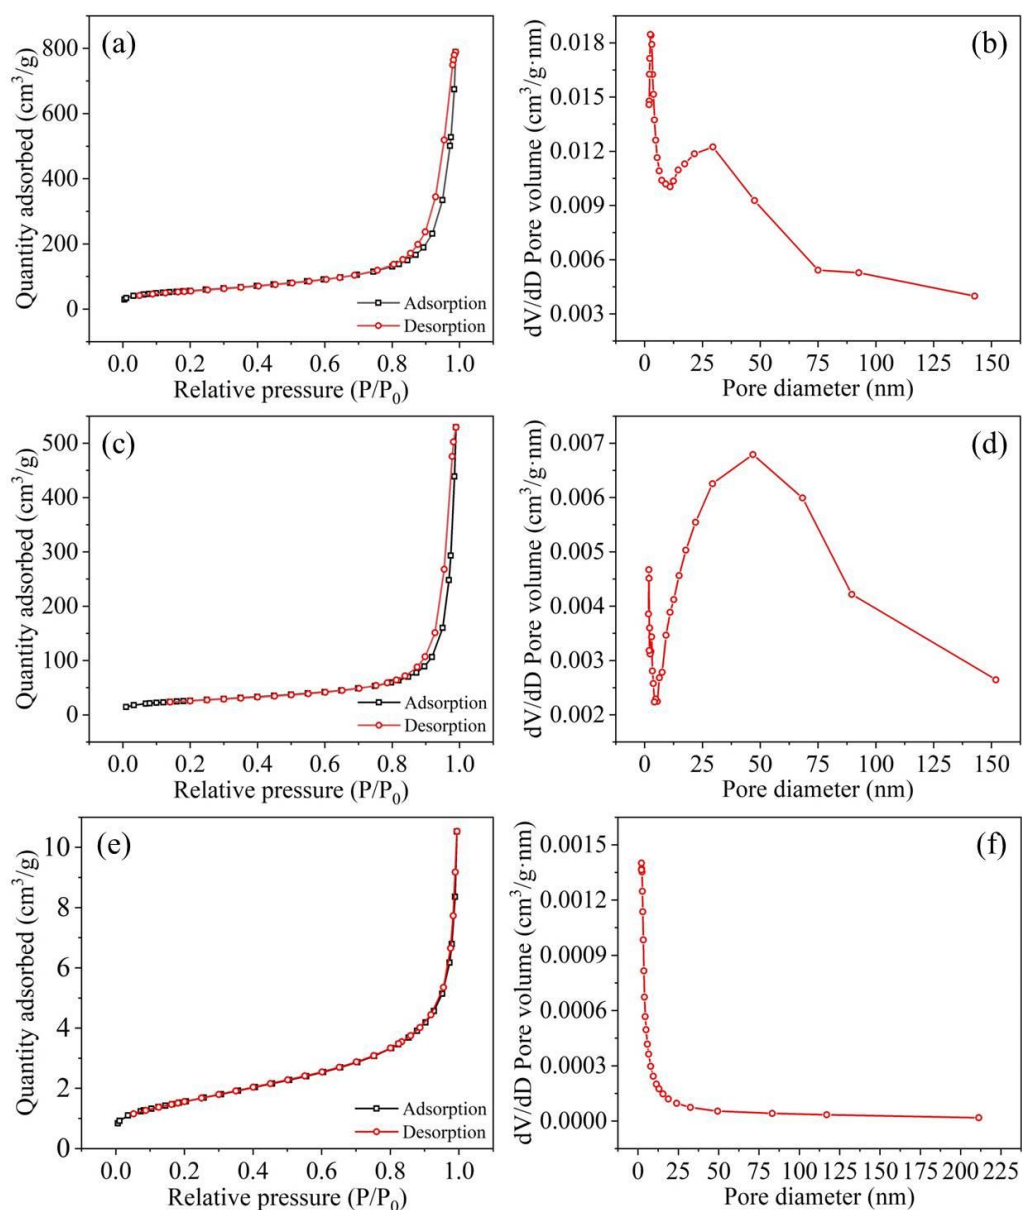 (a)
Quantity adsorbed (cm³/g)
800
600
400
200
0
Adsorption
Desorption
0.0 0.2 0.4 0.6 0.8 1.0
Relative pressure (P/P₀)
(b)
dV/dD Pore volume (cm³/g·nm)
0.018
0.015
0.012
0.009
0.006
0.003
0 25 50 75 100 125 150
Pore diameter (nm)
(c)
Quantity adsorbed (cm³/g)
500
400
300
200
100
0
Adsorption
Desorption
0.0 0.2 0.4 0.6 0.8 1.0
Relative pressure (P/P₀)
(d)
dV/dD Pore volume (cm³/g·nm)
0.007
0.006
0.005
0.004
0.003
0.002
0 25 50 75 100 125 150
Pore diameter (nm)
(e)
Quantity adsorbed (cm³/g)
10
8
6
4
2
0
Adsorption
Desorption
0.0 0.2 0.4 0.6 0.8 1.0
Relative pressure (P/P₀)
(f)
dV/dD Pore volume (cm³/g·nm)
0.0015
0.0012
0.0009
0.0006
0.0003
0.0000
0 25 50 75 100 125 150 175 200 225
Pore diameter (nm)